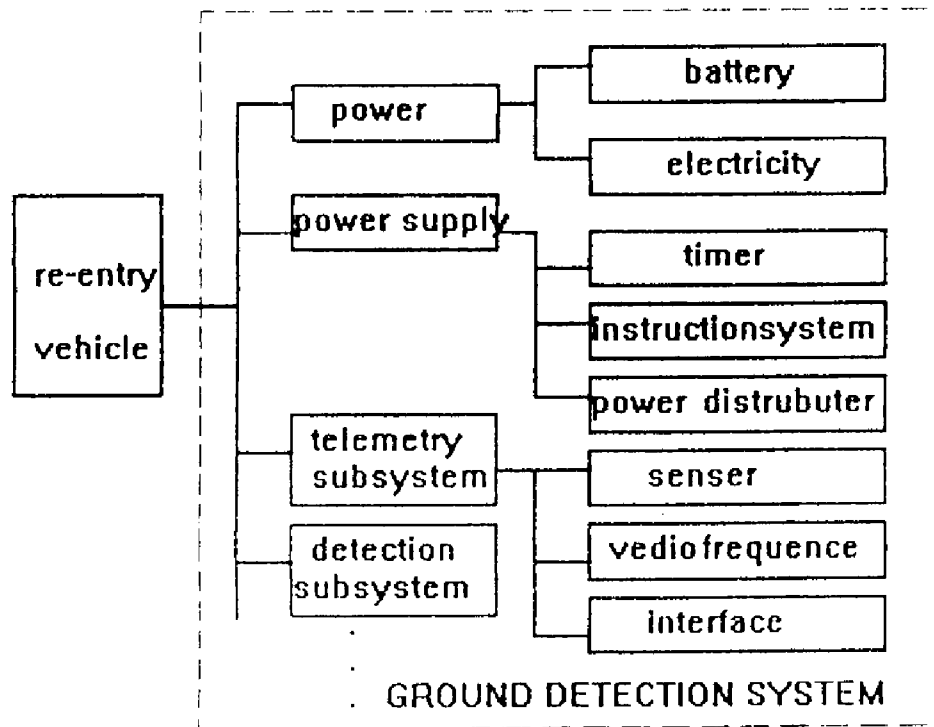 re-entry
vehicle
power
power supply
telemetry
subsystem
detection
subsystem
battery
electricity
timer
instructionsystem
power distrubuter
senser
vediofrequence
interface
GROUND DETECTION SYSTEM